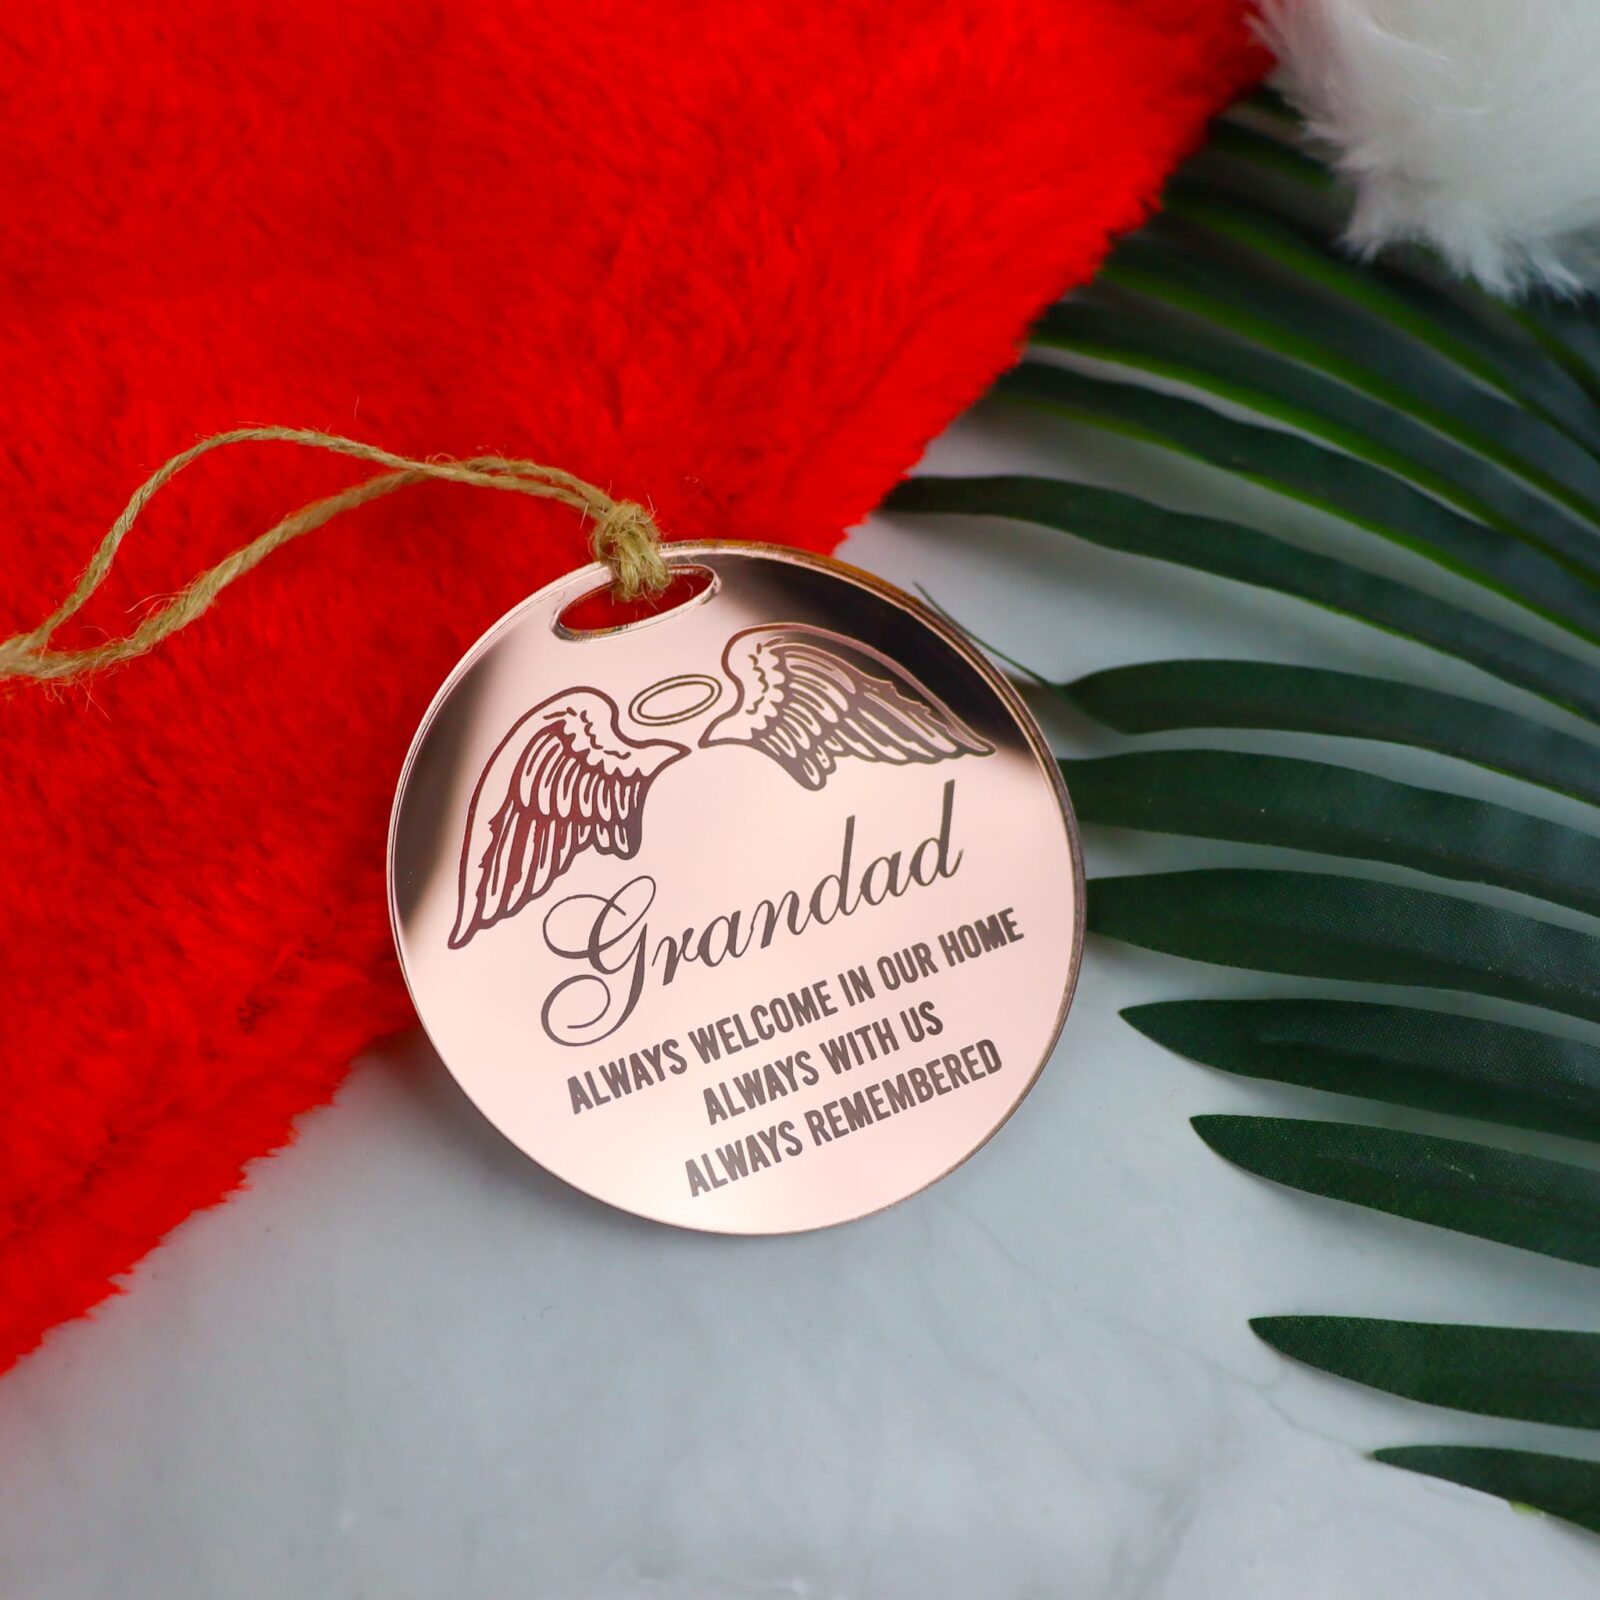 Grandad
ALWAYS WELCOME IN OUR HOME
ALWAYS WITH US
ALWAYS REMEMBERED